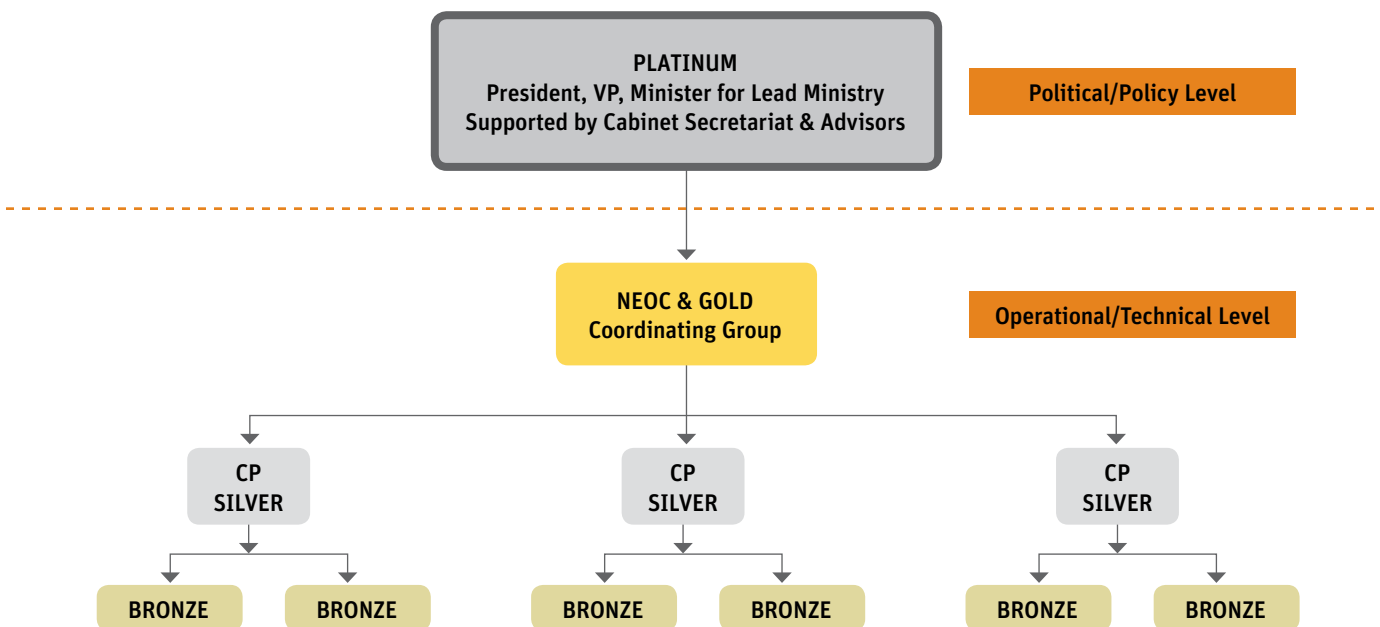 PLATINUM
President, VP, Minister for Lead Ministry
Supported by Cabinet Secretariat & Advisors
Political/Policy Level
NEOC & GOLD
Coordinating Group
Operational/Technical Level
CP
SILVER
CP
SILVER
CP
SILVER
BRONZE
BRONZE
BRONZE
BRONZE
BRONZE
BRONZE